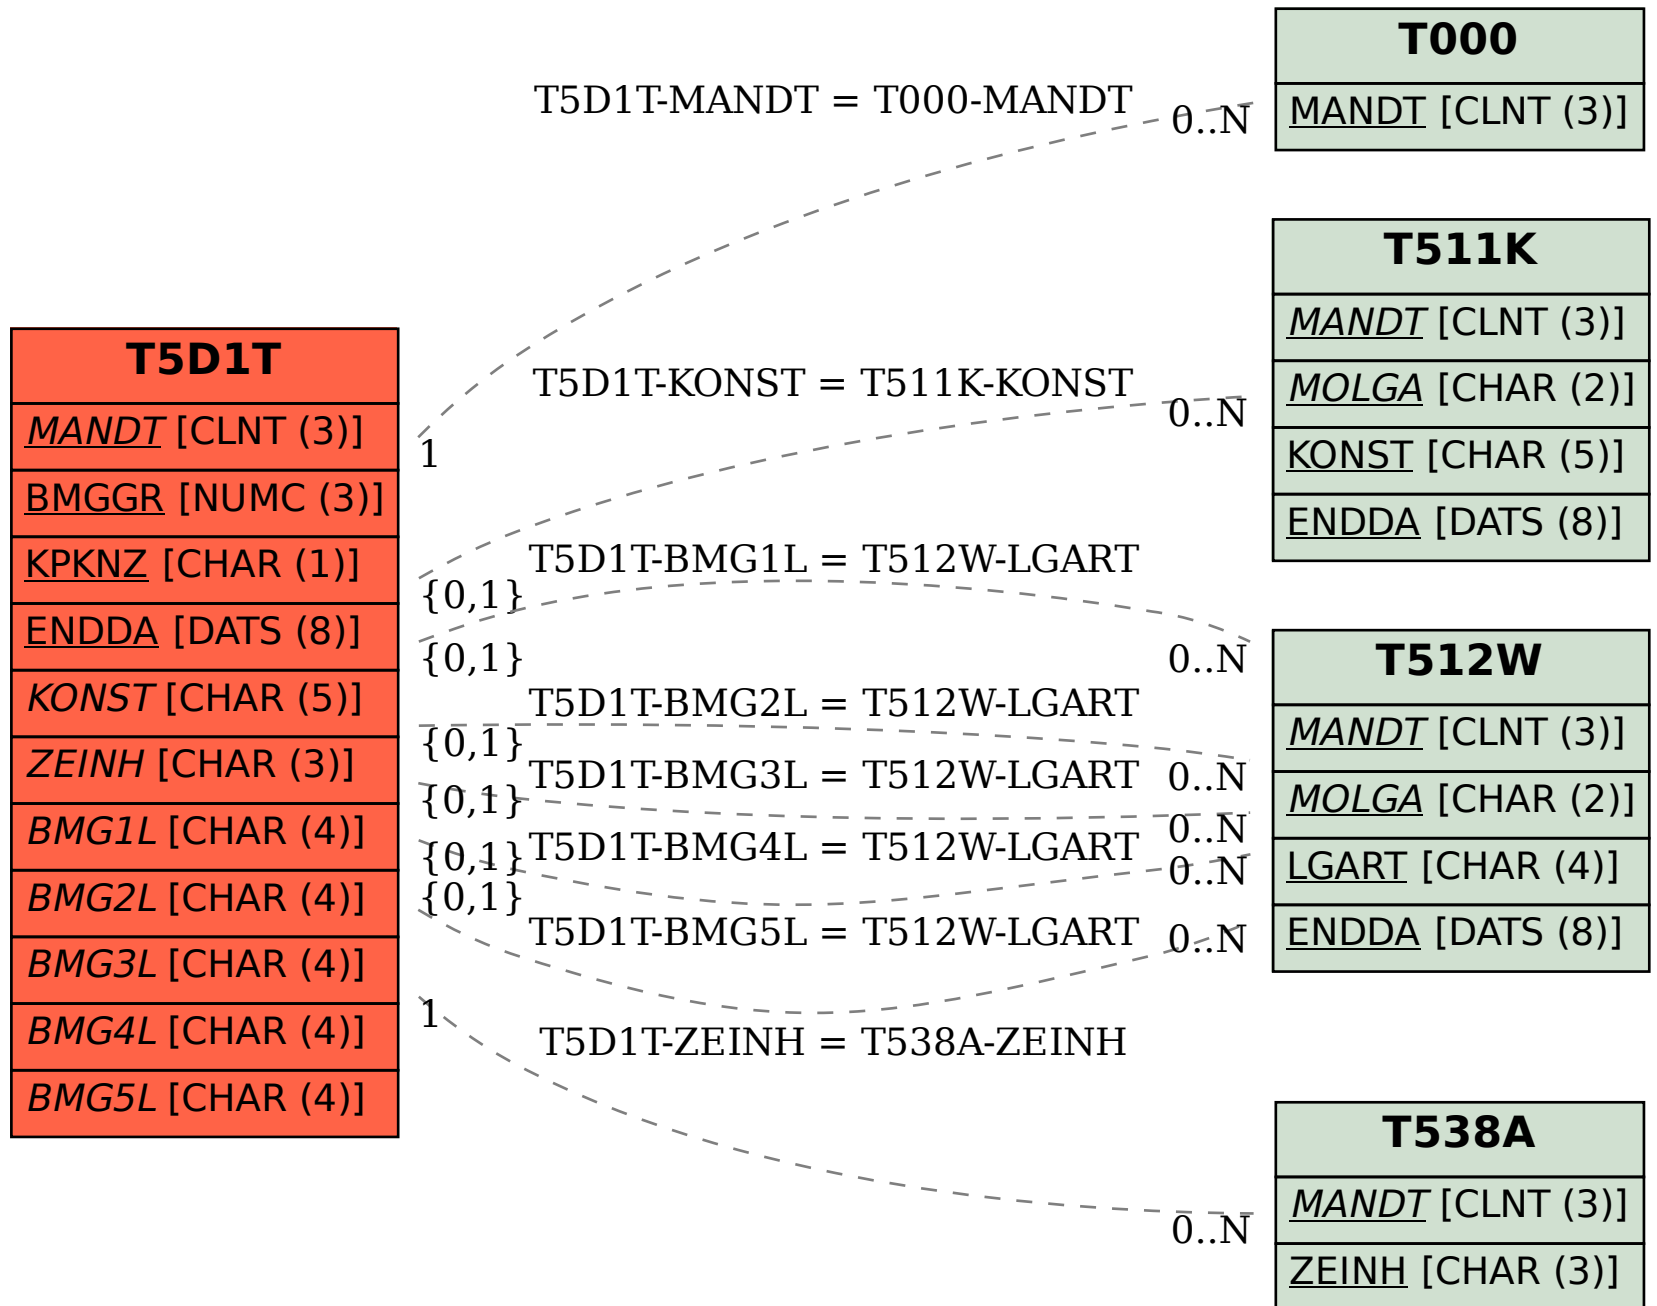 T5D1T
MANDT [CLNT (3)]
BMGGR [NUMC (3)]
KPKNZ [CHAR (1)]
ENDDA [DATS (8)]
KONST [CHAR (5)]
ZEINH [CHAR (3)]
BMG1L [CHAR (4)]
BMG2L [CHAR (4)]
BMG3L [CHAR (4)]
BMG4L [CHAR (4)]
BMG5L [CHAR (4)]
T5D1T-MANDT = T000-MANDT
0..N
1
T5D1T-KONST = T511K-KONST
0..N
{0,1}
T5D1T-BMG1L = T512W-LGART
{0,1}
0..N
T5D1T-BMG2L = T512W-LGART
{0,1}
0..N
T5D1T-BMG3L = T512W-LGART
{0,1}
0..N
T5D1T-BMG4L = T512W-LGART
{0,1}
0..N
T5D1T-BMG5L = T512W-LGART
{0,1}
0..N
T5D1T-ZEINH = T538A-ZEINH
1
0..N
T000
MANDT [CLNT (3)]
T511K
MANDT [CLNT (3)]
MOLGA [CHAR (2)]
KONST [CHAR (5)]
ENDDA [DATS (8)]
T512W
MANDT [CLNT (3)]
MOLGA [CHAR (2)]
LGART [CHAR (4)]
ENDDA [DATS (8)]
T538A
MANDT [CLNT (3)]
ZEINH [CHAR (3)]